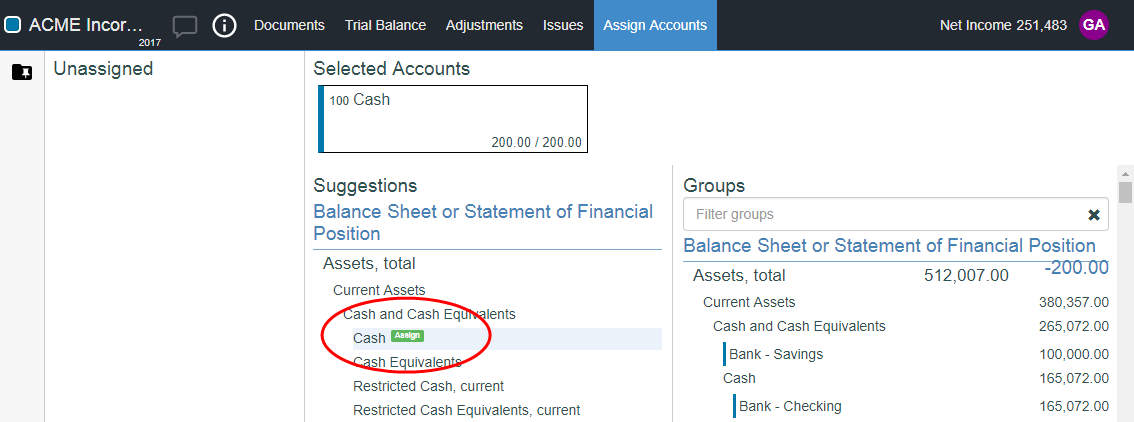 ACME Incor...
2017
Documents
Trial Balance
Adjustments
Issues
Assign Accounts
Net Income 251,483
GA
Unassigned
Selected Accounts
100 Cash
200.00 / 200.00
Suggestions
Balance Sheet or Statement of Financial
Position
Assets, total
Current Assets
Cash and Cash Equivalents
Cash Assign
Cash Equivalents
Restricted Cash, current
Restricted Cash Equivalents, current
Groups
Filter groups
Balance Sheet or Statement of Financial Position
-200.00
Assets, total 512,007.00
Current Assets 380,357.00
Cash and Cash Equivalents 265,072.00
Bank - Savings 100,000.00
Cash 165,072.00
Bank - Checking 165,072.00